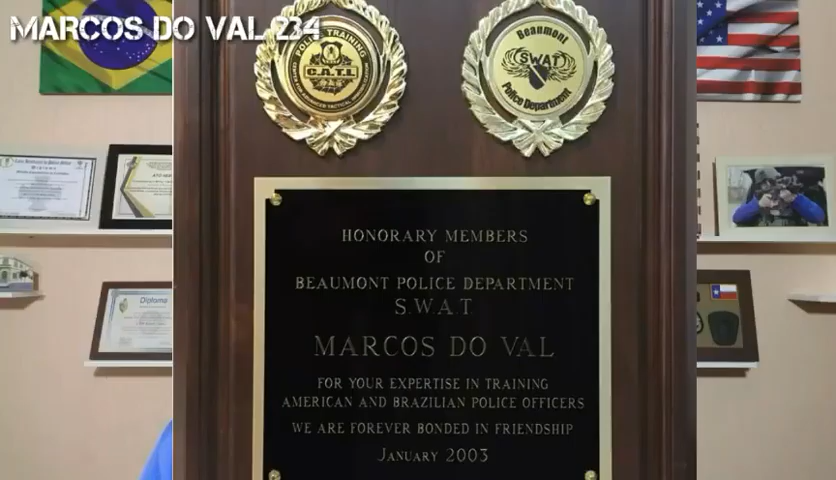 MARCOS DO VAL 234
POLICE TRAINING
C.A.T.I.
Beaumont
SWAT
Police Department
HONORARY MEMBERS
OF
BEAUMONT POLICE DEPARTMENT
S.W.A.T.
MARCOS DO VAL
FOR YOUR EXPERTISE IN TRAINING
AMERICAN AND BRAZILIAN POLICE OFFICERS
WE ARE FOREVER BONDED IN FRIENDSHIP
JANUARY 2003
Diploma